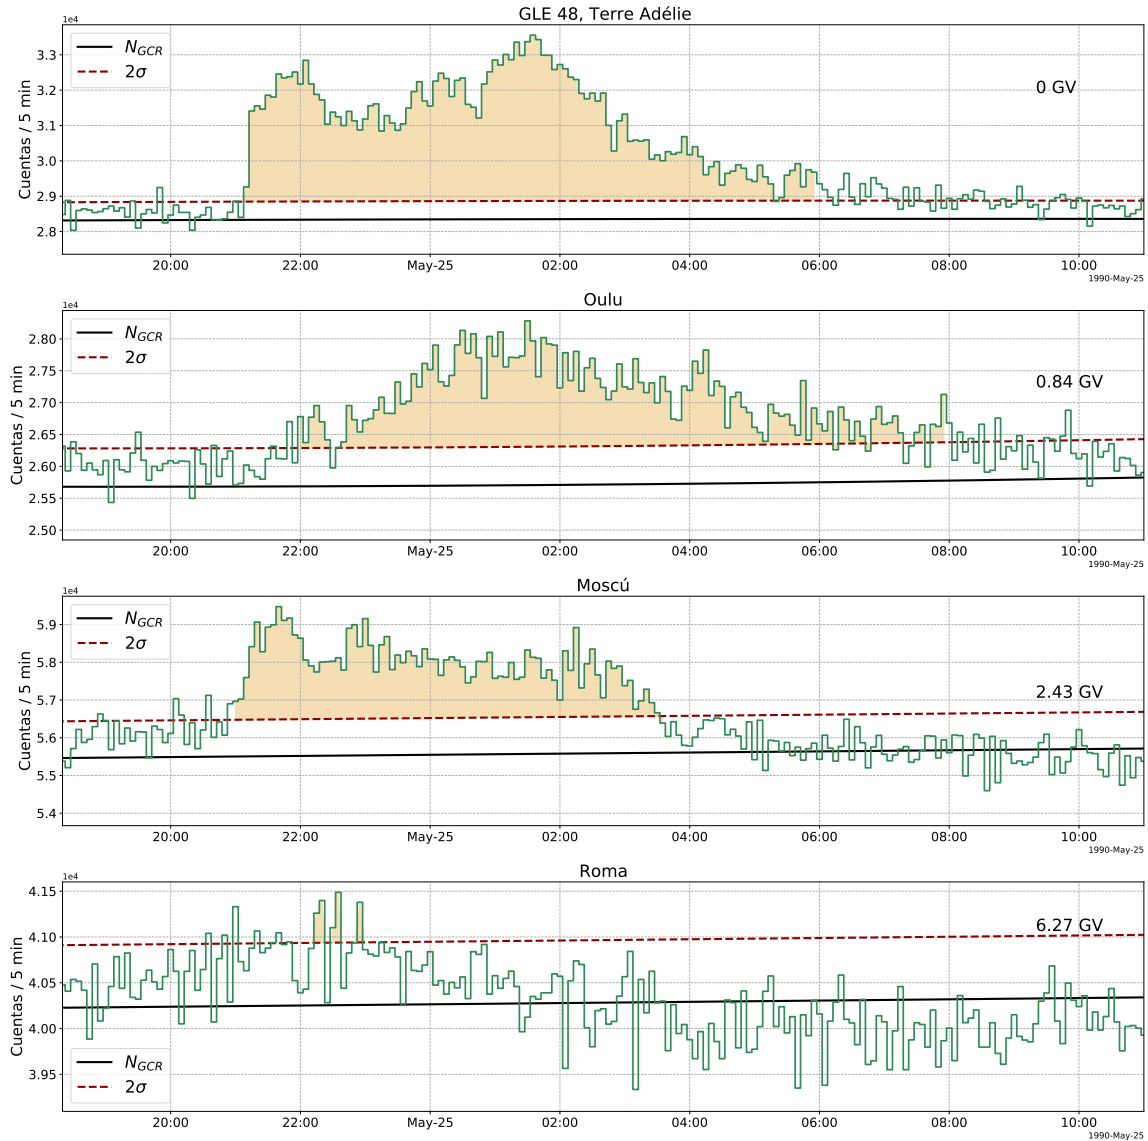 GLE 48, Terre Adélie
1e4
N_GCR
2σ
0 GV
Cuentas / 5 min
3.3
3.2
3.1
3.0
2.9
2.8
20:00 22:00 May-25 02:00 04:00 06:00 08:00 10:00
1990-May-25
Oulu
1e4
N_GCR
2σ
0.84 GV
Cuentas / 5 min
2.80
2.75
2.70
2.65
2.60
2.55
2.50
20:00 22:00 May-25 02:00 04:00 06:00 08:00 10:00
1990-May-25
Moscú
1e4
N_GCR
2σ
2.43 GV
Cuentas / 5 min
5.9
5.8
5.7
5.6
5.5
5.4
20:00 22:00 May-25 02:00 04:00 06:00 08:00 10:00
1990-May-25
Roma
1e4
6.27 GV
Cuentas / 5 min
4.15
4.10
4.05
4.00
3.95
N_GCR
2σ
20:00 22:00 May-25 02:00 04:00 06:00 08:00 10:00
1990-May-25